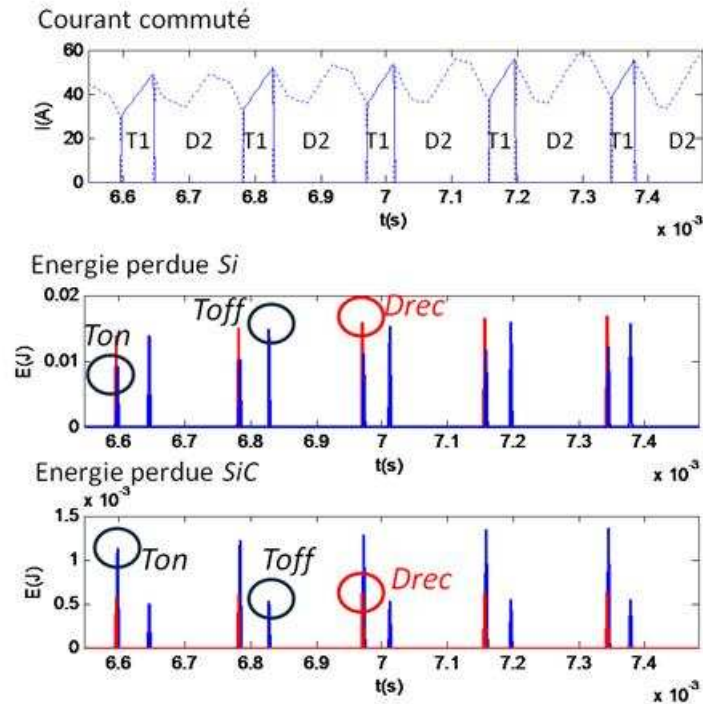 Courant commuté
60
40
20
0
I(A)
T1 D2 T1 D2 T1 D2 T1 D2 T1 D2
6.6 6.7 6.8 6.9 7 7.1 7.2 7.3 7.4
t(s)
x 10⁻³
Energie perdue Si
0.02
0.01
0
E(J)
Ton
Toff
Drec
6.6 6.7 6.8 6.9 7 7.1 7.2 7.3 7.4
t(s)
x 10⁻³
Energie perdue SiC
x 10⁻³
1.5
1
0.5
0
E(J)
Ton
Toff
Drec
6.6 6.7 6.8 6.9 7 7.1 7.2 7.3 7.4
t(s)
x 10⁻³